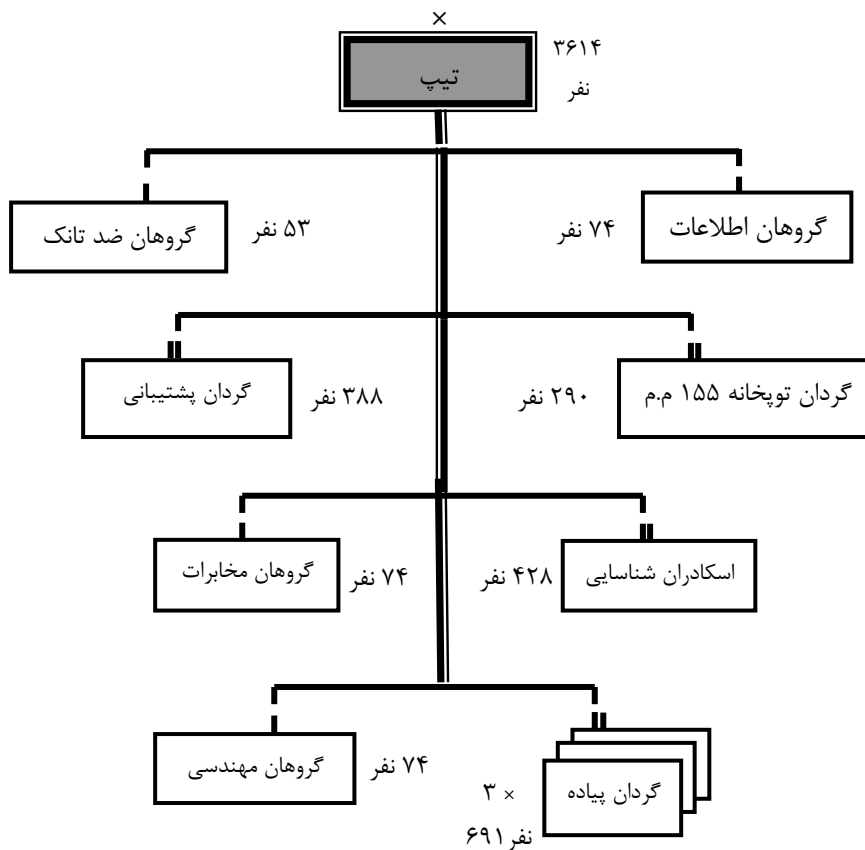 ×
۳۶۱۴
نفر
تیپ
گروهان اطلاعات
۷۴ نفر
۵۳ نفر
گروهان ضد تانک
گردان توپخانه ۱۵۵ م.م
۲۹۰ نفر
۳۸۸ نفر
گردان پشتیبانی
اسکادران شناسایی
۴۲۸ نفر
۷۴ نفر
گروهان مخابرات
گردان پیاده
۳ ×
۶۹۱ نفر
۷۴ نفر
گروهان مهندسی